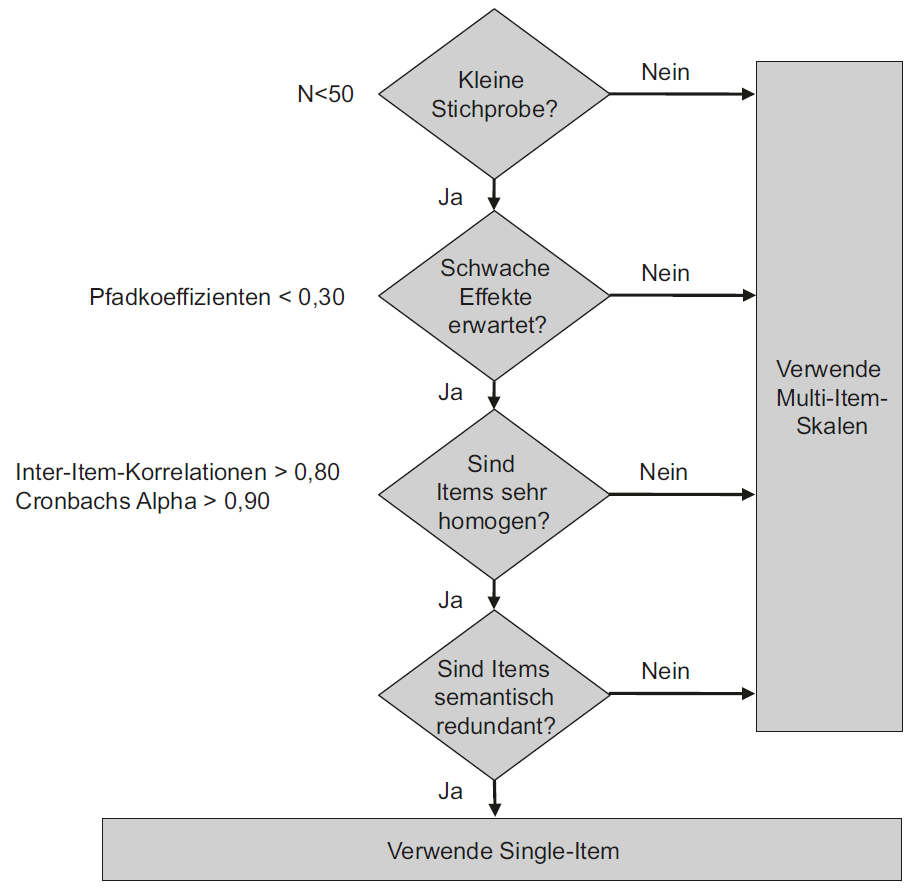 N<50
Kleine
Stichprobe?
Nein
Ja
Pfadkoeffizienten < 0,30
Schwache
Effekte
erwartet?
Nein
Ja
Inter-Item-Korrelationen > 0,80
Cronbachs Alpha > 0,90
Sind
Items sehr
homogen?
Nein
Ja
Sind Items
semantisch
redundant?
Nein
Ja
Verwende
Multi-Item-
Skalen
Verwende Single-Item